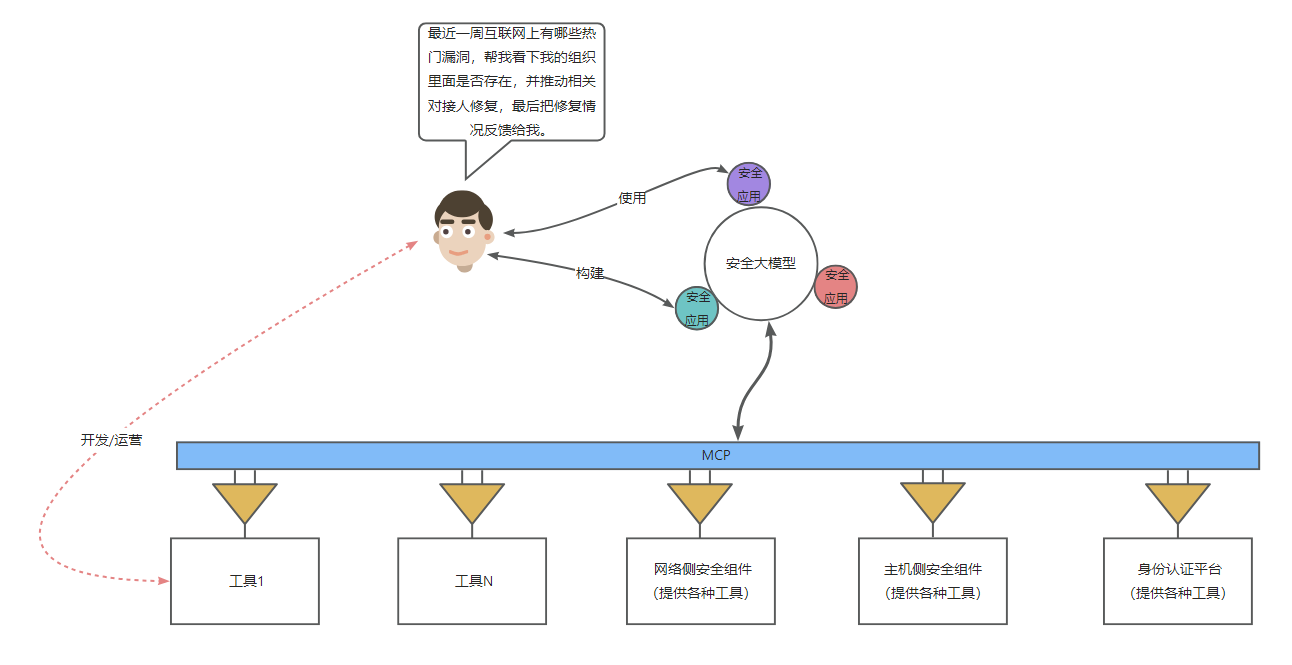 最近一周互联网上有哪些热
门漏洞，帮我看下我的组织
里面是否存在，并推动相关
对接人修复，最后把修复情
况反馈给我。
使用
安全
应用
安全大模型
构建
安全
应用
安全
应用
开发/运营
MCP
工具1
工具N
网络侧安全组件
（提供各种工具）
主机侧安全组件
（提供各种工具）
身份认证平台
（提供各种工具）